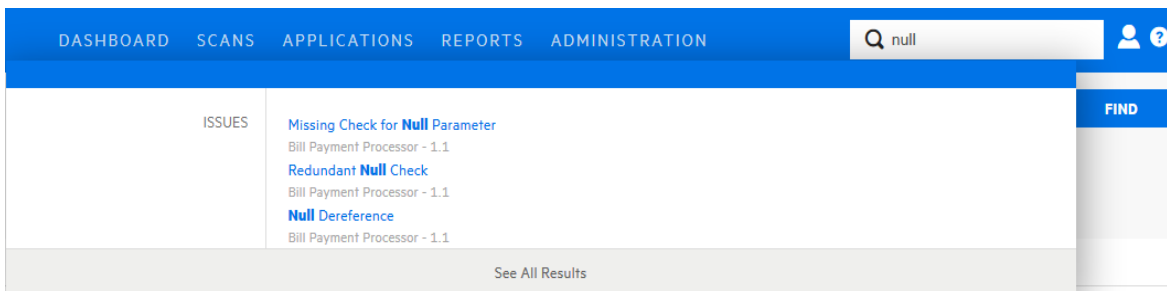 DASHBOARD SCANS APPLICATIONS REPORTS ADMINISTRATION null ?
FIND
ISSUES
Missing Check for Null Parameter
Bill Payment Processor - 1.1
Redundant Null Check
Bill Payment Processor - 1.1
Null Dereference
Bill Payment Processor - 1.1
See All Results